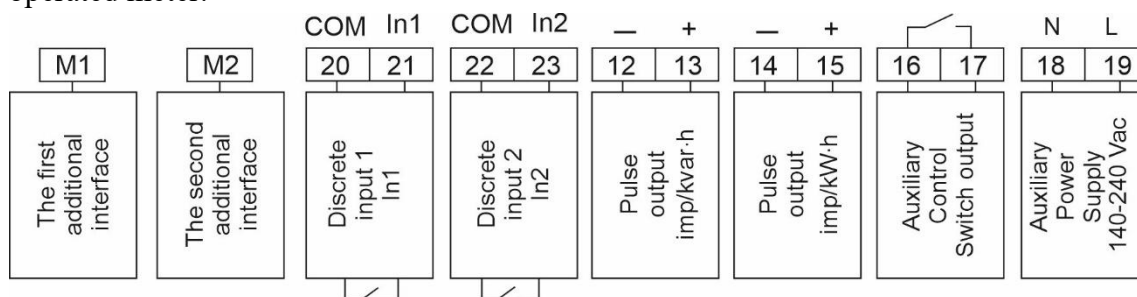 COM In1 COM In2 — + — + N L
M1 M2 20 21 22 23 12 13 14 15 16 17 18 19
The first
additional
interface
The second
additional
interface
Discrete
input 1
In1
Discrete
input 2
In2
Pulse
output
imp/kvar·h
Pulse
output
imp/kW·h
Auxiliary
Control
Switch output
Auxiliary
Power
Supply
140-240 Vac